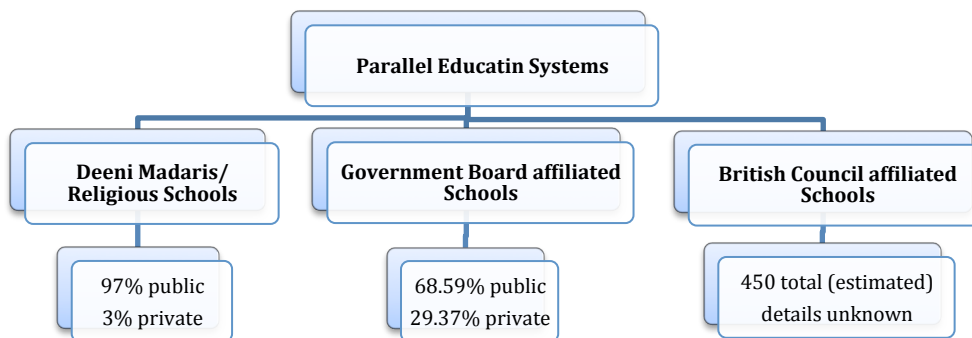 Parallel Educatin Systems
Deeni Madaris/
Religious Schools
Government Board affiliated
Schools
British Council affiliated
Schools
97% public
3% private
68.59% public
29.37% private
450 total (estimated)
details unknown